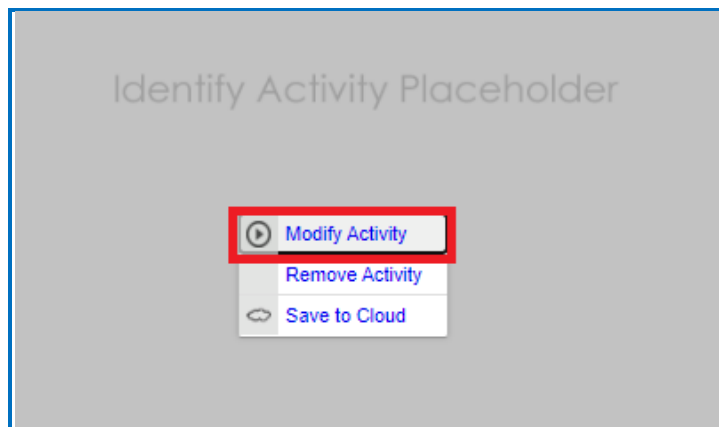 Identify Activity Placeholder
Modify Activity
Remove Activity
Save to Cloud